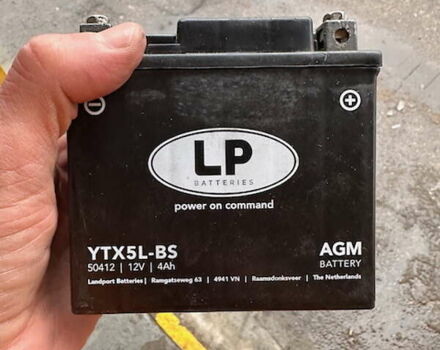 LP
BATTERIES
power on command
YTX5L-BS
50412 | 12V | 4Ah
AGM
BATTERY
Landport Batteries | Ramgatseweg 63 | 4941 VN | Raamsdonksveer | The Netherlands